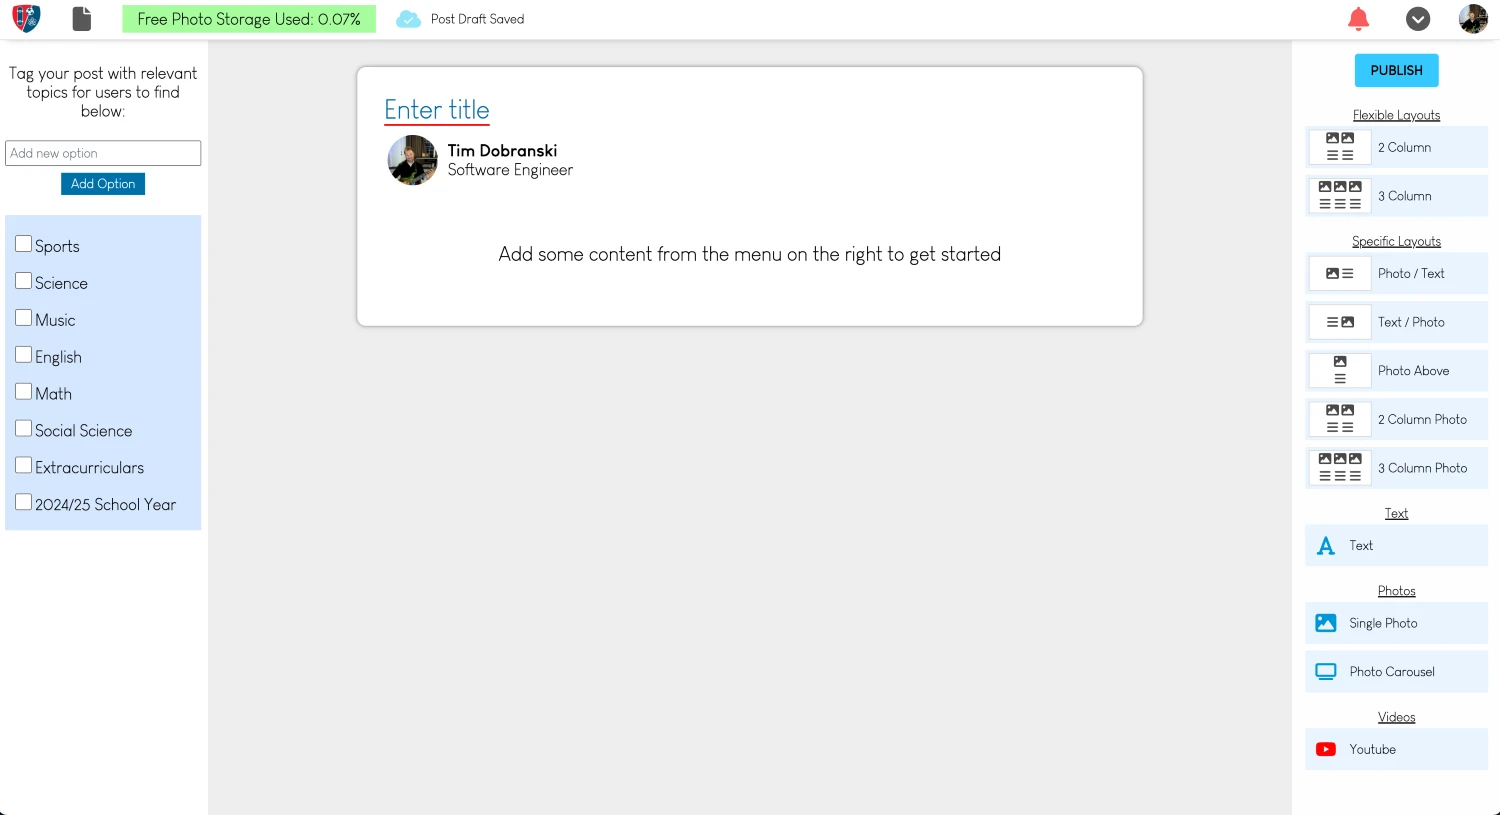 Free Photo Storage Used: 0.07%
Post Draft Saved
Tag your post with relevant
topics for users to find
below:
Add new option
Add Option
Sports
Science
Music
English
Math
Social Science
Extracurriculars
2024/25 School Year
Enter title
Tim Dobranski
Software Engineer
Add some content from the menu on the right to get started
PUBLISH
Flexible Layouts
2 Column
3 Column
Specific Layouts
Photo / Text
Text / Photo
Photo Above
2 Column Photo
3 Column Photo
Text
Text
Photos
Single Photo
Photo Carousel
Videos
Youtube